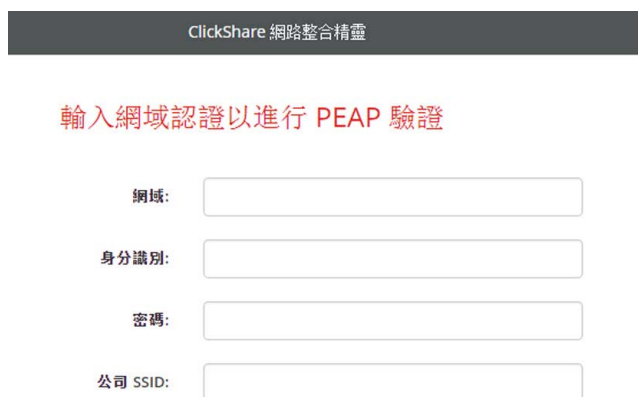 ClickShare 網路整合精靈
輸入網域認證以進行 PEAP 驗證
網域:
身分識別:
密碼:
公司 SSID: